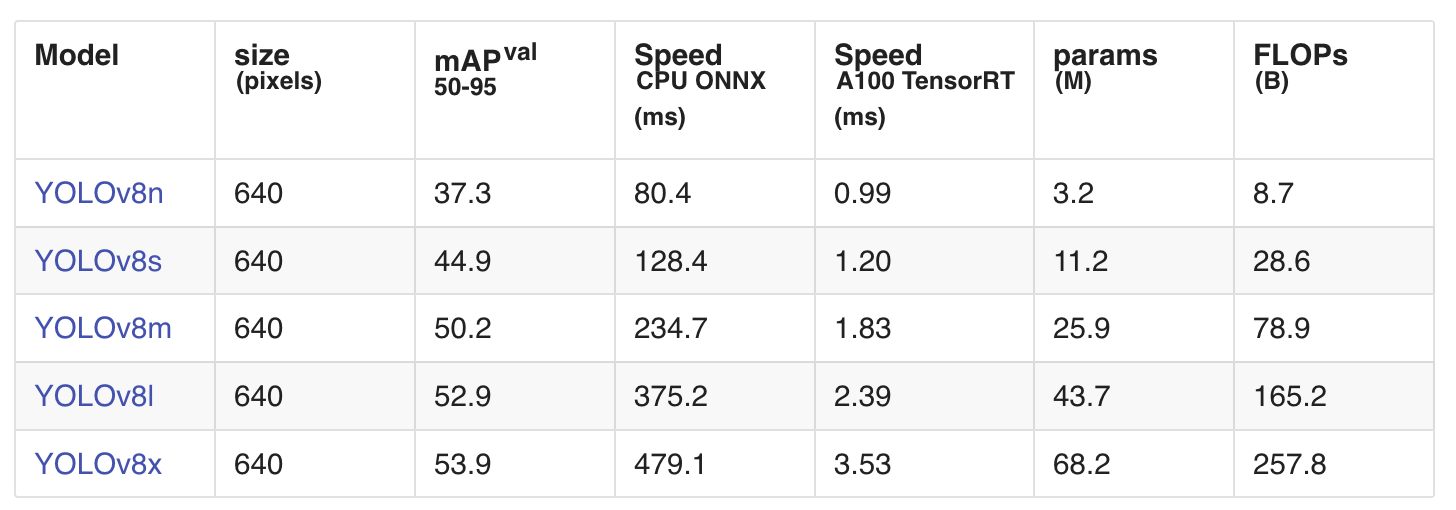 Model size mAPval Speed Speed params FLOPs
(pixels) 50-95 CPU ONNX A100 TensorRT (M) (B)
(ms) (ms)
YOLOv8n 640 37.3 80.4 0.99 3.2 8.7
YOLOv8s 640 44.9 128.4 1.20 11.2 28.6
YOLOv8m 640 50.2 234.7 1.83 25.9 78.9
YOLOv8l 640 52.9 375.2 2.39 43.7 165.2
YOLOv8x 640 53.9 479.1 3.53 68.2 257.8